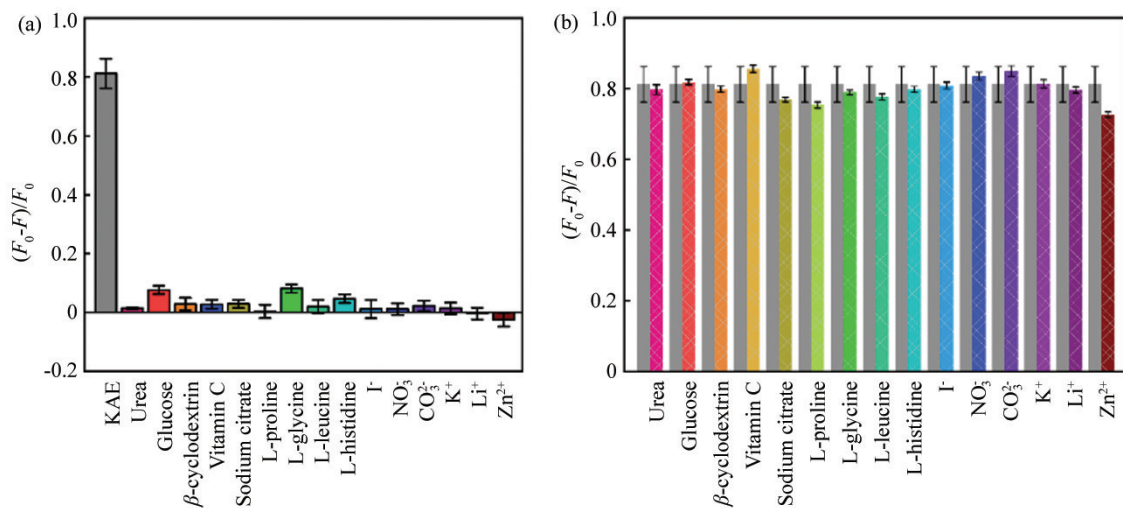 (a)
(F₀-F)/F₀
1.0
0.8
0.6
0.4
0.2
0
-0.2
KAE
Urea
Glucose
β-cyclodextrin
Vitamin C
Sodium citrate
L-proline
L-glycine
L-leucine
L-histidine
I⁻
NO₃⁻
CO₃²⁻
K⁺
Li⁺
Zn²⁺
(b)
(F₀-F)/F₀
1.0
0.8
0.6
0.4
0.2
0
Urea
Glucose
β-cyclodextrin
Vitamin C
Sodium citrate
L-proline
L-glycine
L-leucine
L-histidine
I⁻
NO₃⁻
CO₃²⁻
K⁺
Li⁺
Zn²⁺